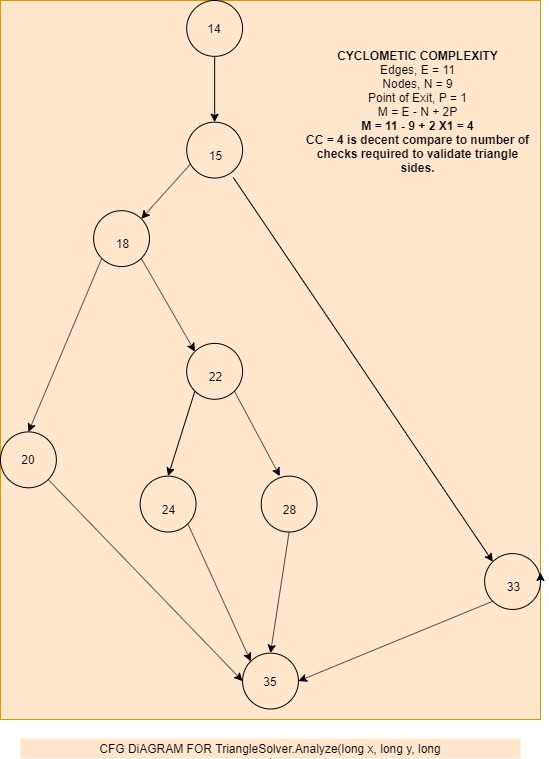 14
CYCLOMETIC COMPLEXITY
Edges, E = 11
Nodes, N = 9
Point of Exit, P = 1
M = E - N + 2P
M = 11 - 9 + 2 X1 = 4
CC = 4 is decent compare to number of
checks required to validate triangle
sides.
15
18
22
20
24
28
33
35
CFG DiAGRAM FOR TriangleSolver.Analyze(long x, long y, long